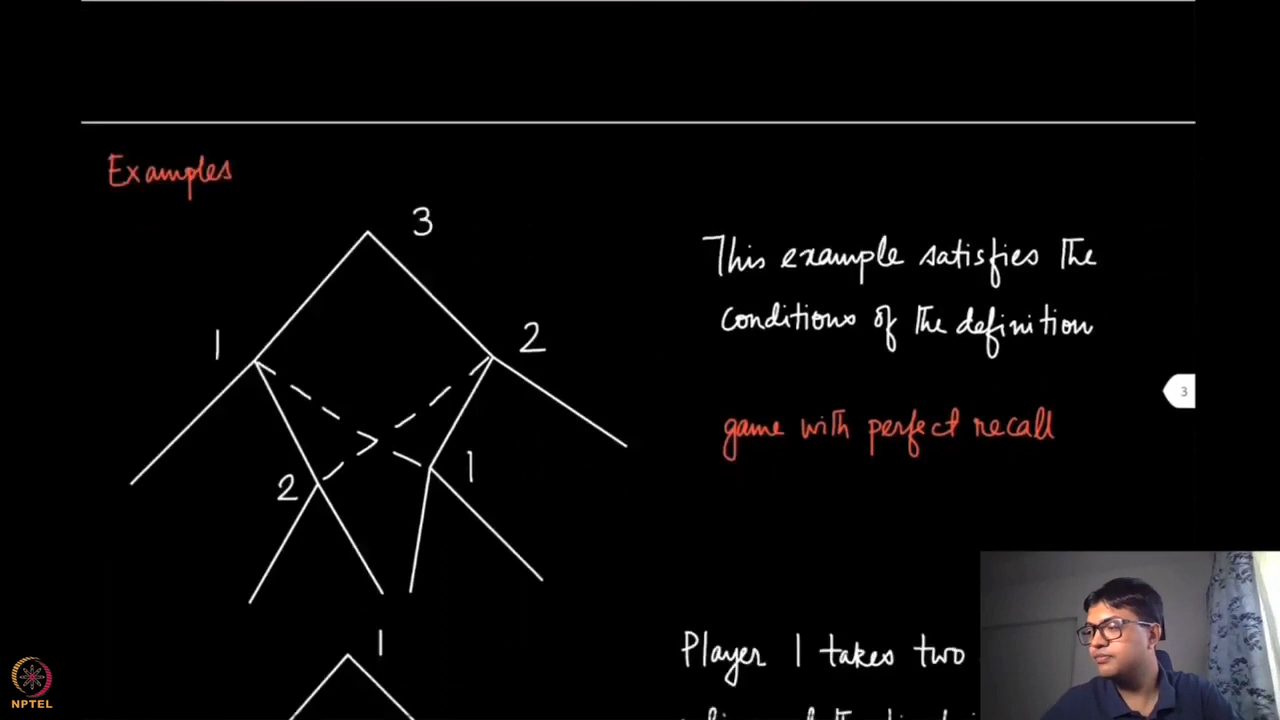 Examples
3
This example satisfies the
conditions of the definition
1
2
3
game with perfect recall
2
1
1
Player 1 takes two
NPTEL